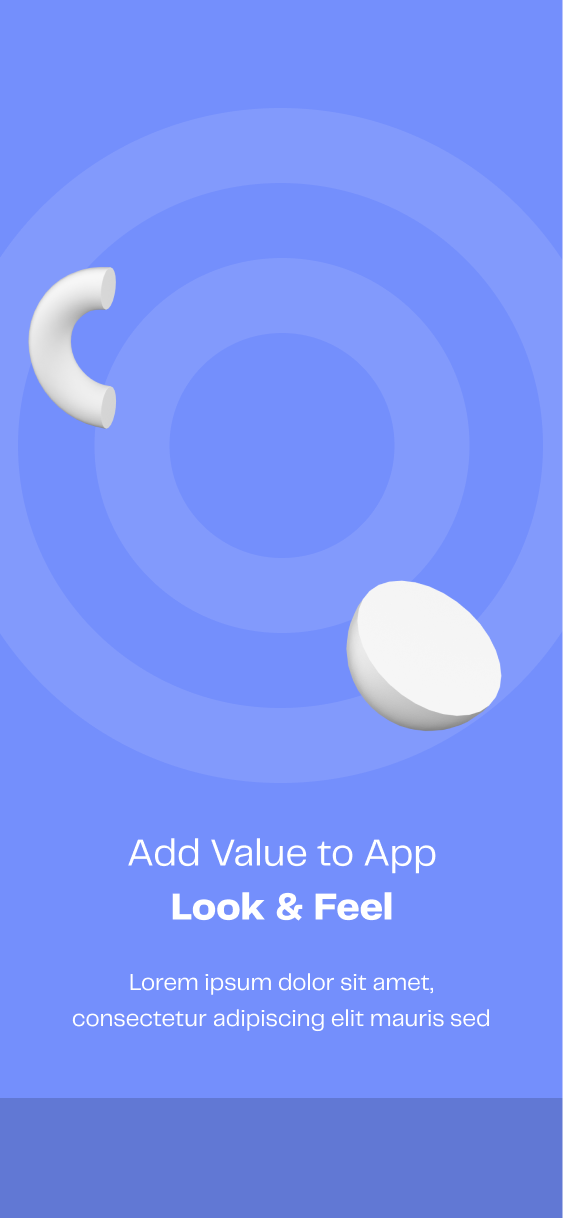 Add Value to App
Look & Feel
Lorem ipsum dolor sit amet,
consectetur adipiscing elit mauris sed